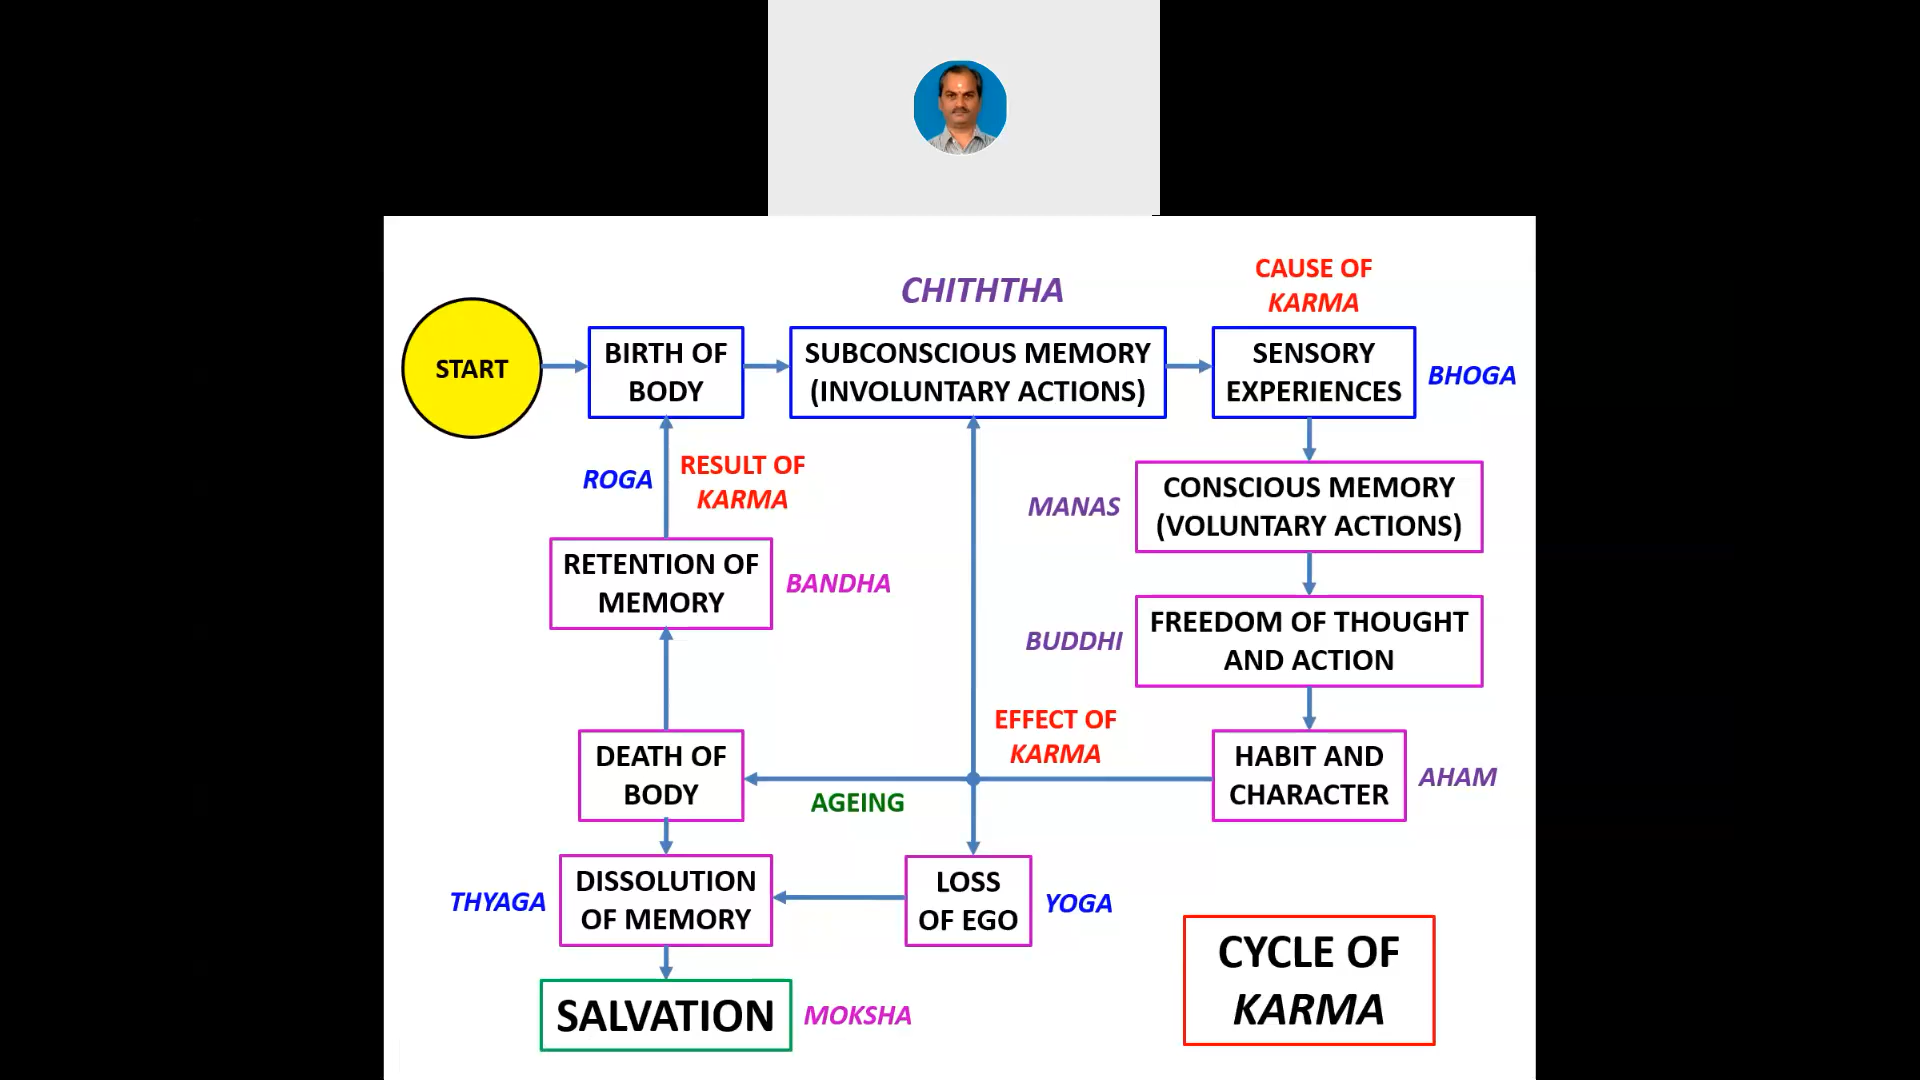 CAUSE OF
KARMA
CHITHTHA
START
BIRTH OF
BODY
SUBCONSCIOUS MEMORY
(INVOLUNTARY ACTIONS)
SENSORY
EXPERIENCES
BHOGA
ROGA
RESULT OF
KARMA
MANAS
CONSCIOUS MEMORY
(VOLUNTARY ACTIONS)
RETENTION OF
MEMORY
BANDHA
BUDDHI
FREEDOM OF THOUGHT
AND ACTION
EFFECT OF
KARMA
DEATH OF
BODY
AGEING
HABIT AND
CHARACTER
AHAM
THYAGA
DISSOLUTION
OF MEMORY
LOSS
OF EGO
YOGA
SALVATION
MOKSHA
CYCLE OF
KARMA